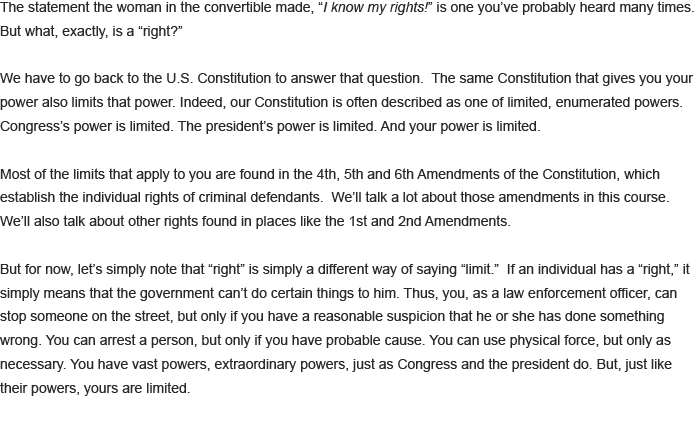 The statement the woman in the convertible made, “I know my rights!” is one you’ve probably heard many times.
But what, exactly, is a “right?”
We have to go back to the U.S. Constitution to answer that question.  The same Constitution that gives you your
power also limits that power. Indeed, our Constitution is often described as one of limited, enumerated powers.
Congress’s power is limited. The president’s power is limited. And your power is limited.
Most of the limits that apply to you are found in the 4th, 5th and 6th Amendments of the Constitution, which
establish the individual rights of criminal defendants.  We’ll talk a lot about those amendments in this course.
We’ll also talk about other rights found in places like the 1st and 2nd Amendments.
But for now, let’s simply note that “right” is simply a different way of saying “limit.”  If an individual has a “right,” it
simply means that the government can’t do certain things to him. Thus, you, as a law enforcement officer, can
stop someone on the street, but only if you have a reasonable suspicion that he or she has done something
wrong. You can arrest a person, but only if you have probable cause. You can use physical force, but only as
necessary. You have vast powers, extraordinary powers, just as Congress and the president do. But, just like
their powers, yours are limited.